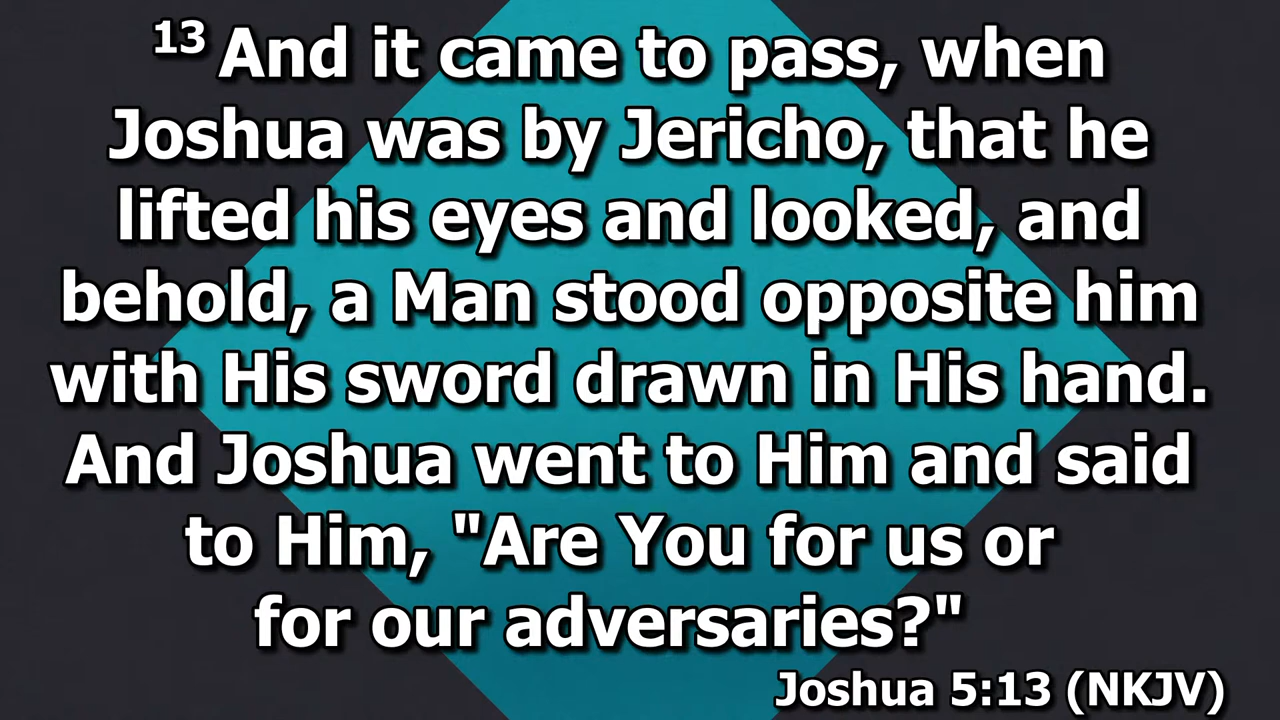 13 And it came to pass, when
Joshua was by Jericho, that he
lifted his eyes and looked, and
behold, a Man stood opposite him
with His sword drawn in His hand.
And Joshua went to Him and said
to Him, "Are You for us or
for our adversaries?"
Joshua 5:13 (NKJV)